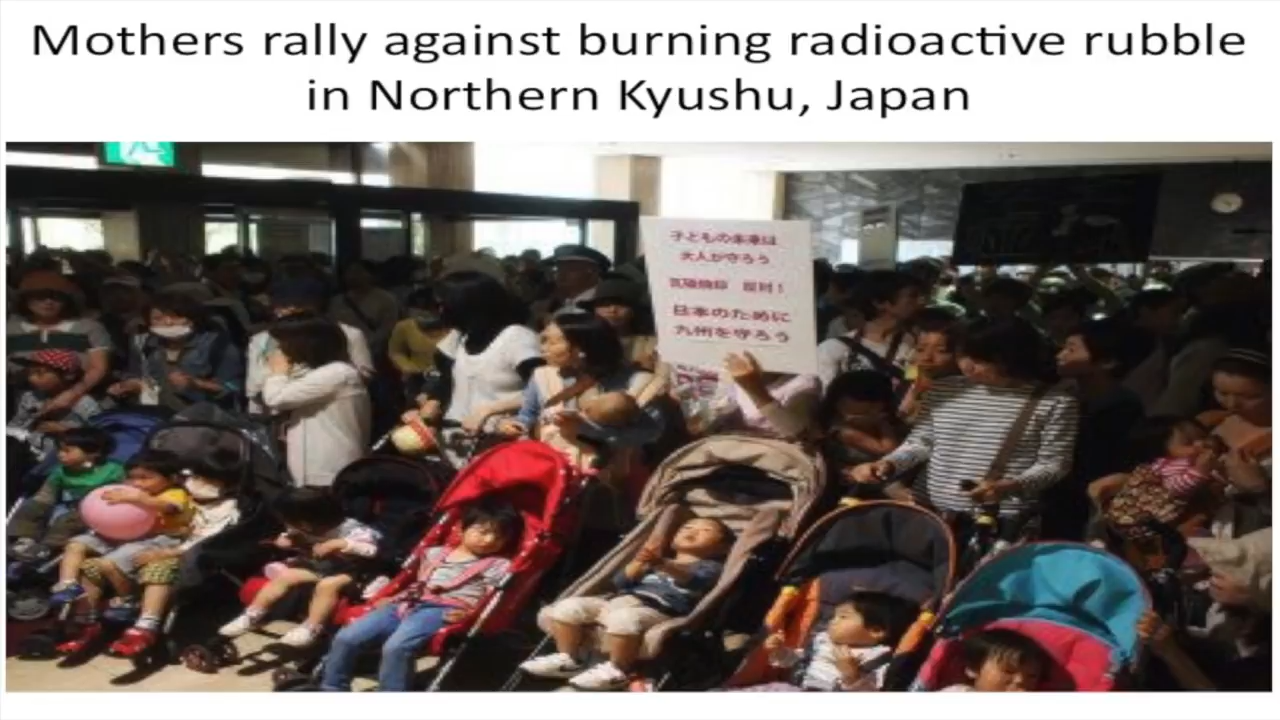 Mothers rally against burning radioactive rubble
in Northern Kyushu, Japan
子どもの未来は
大人が守ろう
瓦礫焼却 反対！
日本のために
九州を守ろう